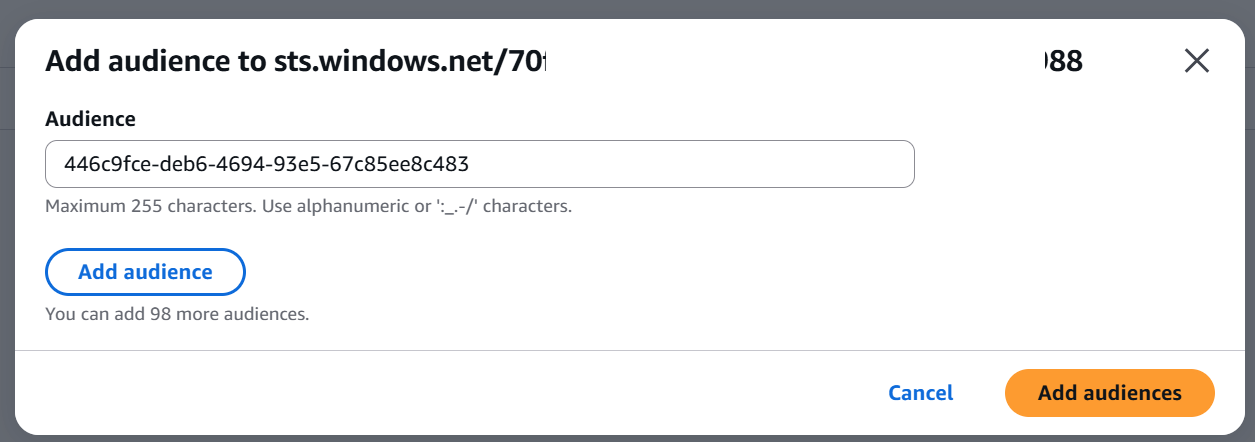 Add audience to sts.windows.net/70 088
Audience
446c9fce-deb6-4694-93e5-67c85ee8c483
Maximum 255 characters. Use alphanumeric or ':_.-/' characters.
Add audience
You can add 98 more audiences.
Cancel
Add audiences